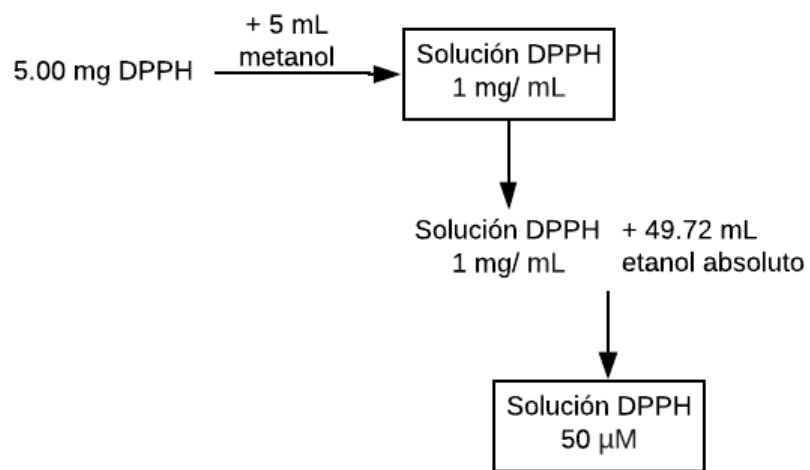 + 5 mL
metanol
5.00 mg DPPH
Solución DPPH
1 mg/ mL
Solución DPPH
1 mg/ mL
+ 49.72 mL
etanol absoluto
Solución DPPH
50 µM